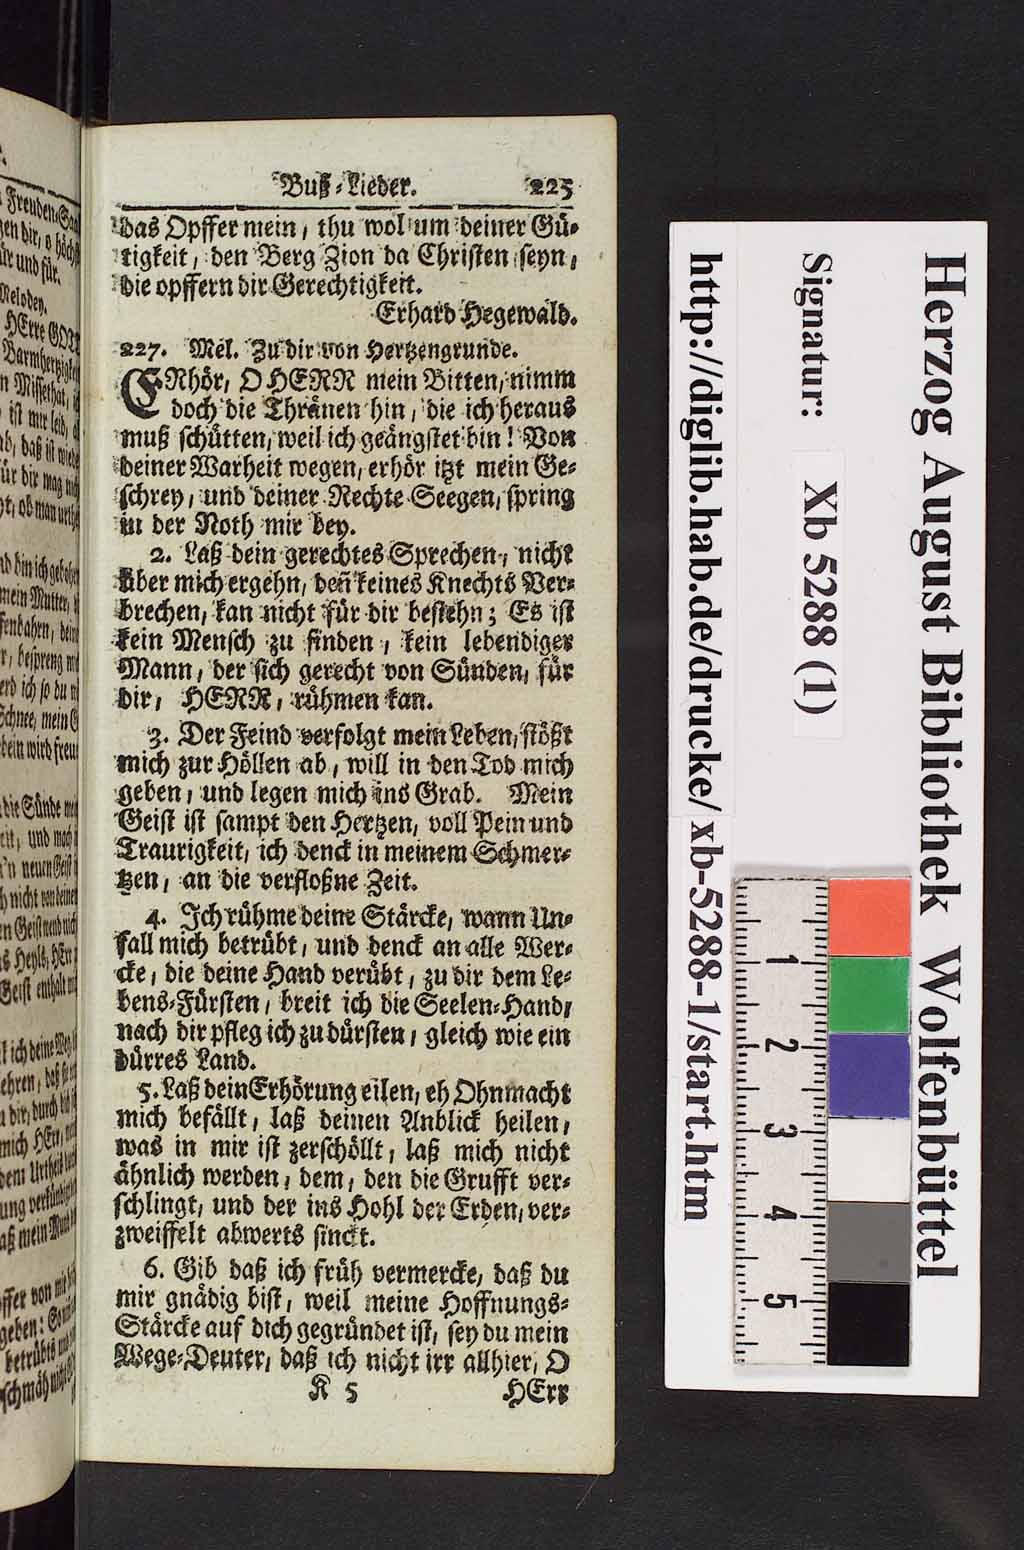 Buß-Lieder. 225
das Opffer mein, thu wol um deiner Gü-
tigkeit, den Berg Zion da Christen seyn,
die opffern dir Gerechtigkeit.
Erhard Hegewald.
227. Mel. Zu dir von Hertzengrunde.
ERhör, O HERR mein Bitten, nimm
doch die Thränen hin, die ich heraus
muß schütten, weil ich geängstet bin! Von
deiner Warheit wegen, erhör itzt mein Ge-
schrey, und deiner Rechte Seegen, spring
in der Noth mir bey.
2. Laß dein gerechtes Sprechen, nicht
über mich ergehn, deñ keines Knechts Ver-
brechen, kan nicht für dir bestehn; Es ist
kein Mensch zu finden, kein lebendiger
Mann, der sich gerecht von Sünden, für
dir, HERR, rühmen kan.
3. Der Feind verfolgt mein Leben, stößt
mich zur Höllen ab, will in den Tod mich
geben, und legen mich ins Grab. Mein
Geist ist sampt den Hertzen, voll Pein und
Traurigkeit, ich denck in meinem Schmer-
tzen, an die verfloßne Zeit.
4. Ich rühme deine Stärcke, wann Un-
fall mich betrübt, und denck an alle Wer-
cke, die deine Hand verübt, zu dir dem Le-
bens-Fürsten, breit ich die Seelen-Hand,
nach dir pfleg ich zu dürsten, gleich wie ein
dürres Land.
5. Laß dein Erhörung eilen, eh Ohnmacht
mich befällt, laß deinen Anblick heilen,
was in mir ist zerschöllt, laß mich nicht
ähnlich werden, dem, den die Grufft ver-
schlingt, und der ins Hohl der Erden, ver-
zweiffelt abwerts sinckt.
6. Gib daß ich früh vermercke, daß du
mir gnädig bist, weil meine Hoffnungs-
Stärcke auf dich gegründet ist, sey du mein
Wege-Deuter, daß ich nicht irr allhier, O
K 5 HErr
Herzog August Bibliothek Wolfenbüttel
Signatur: Xb 5288 (1)
http://diglib.hab.de/drucke/xb-5288-1/start.htm
1
2
3
4
5